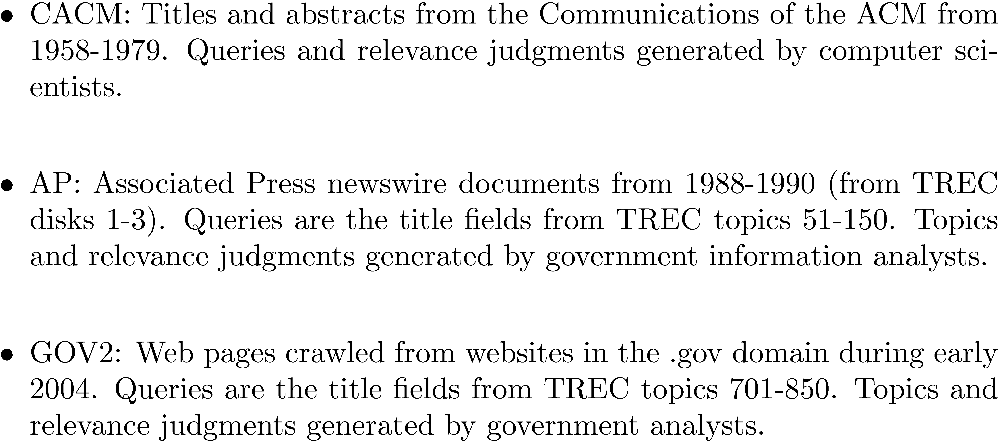 • CACM: Titles and abstracts from the Communications of the ACM from
1958-1979. Queries and relevance judgments generated by computer sci-
entists.
• AP: Associated Press newswire documents from 1988-1990 (from TREC
disks 1-3). Queries are the title fields from TREC topics 51-150. Topics
and relevance judgments generated by government information analysts.
• GOV2: Web pages crawled from websites in the .gov domain during early
2004. Queries are the title fields from TREC topics 701-850. Topics and
relevance judgments generated by government analysts.